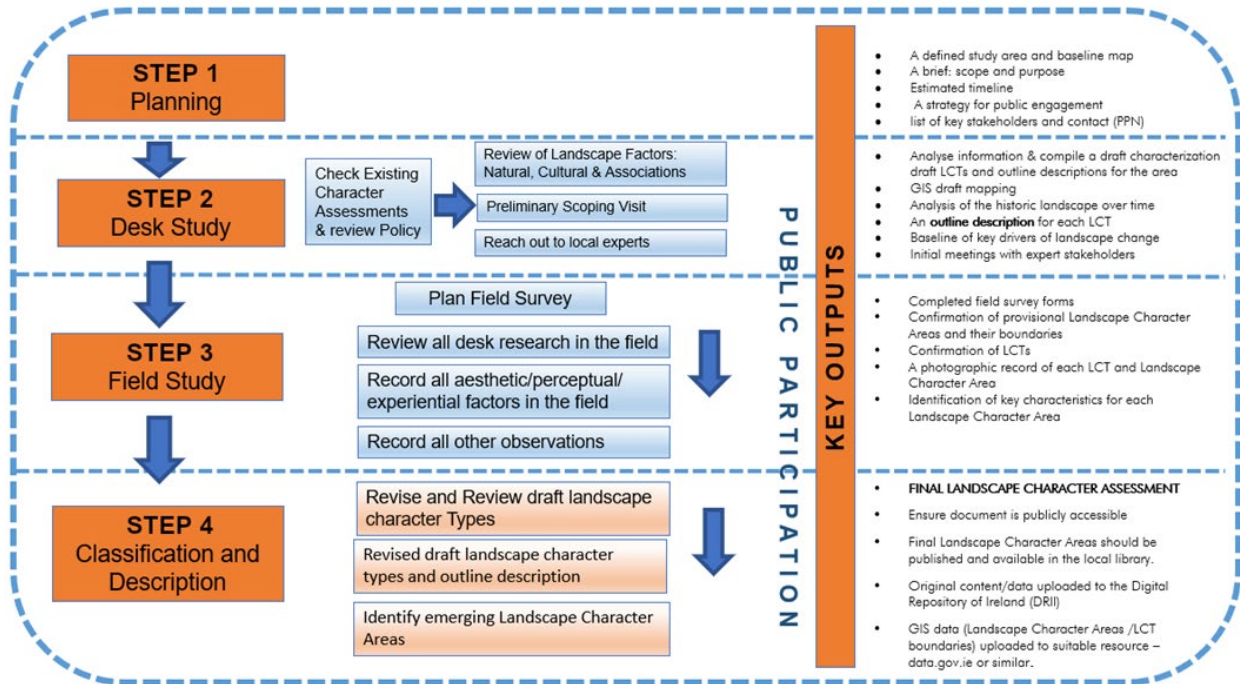 STEP 1
Planning
A defined study area and baseline map
A brief: scope and purpose
Estimated timeline
A strategy for public engagement
list of key stakeholders and contact (PPN)
STEP 2
Desk Study
Check Existing
Character
Assessments
& review Policy
Review of Landscape Factors:
Natural, Cultural & Associations
Preliminary Scoping Visit
Reach out to local experts
Analyse information & compile a draft characterization
draft LCTs and outline descriptions for the area
GIS draft mapping
Analysis of the historic landscape over time
An outline description for each LCT
Baseline of key drivers of landscape change
Initial meetings with expert stakeholders
STEP 3
Field Study
Plan Field Survey
Review all desk research in the field
Record all aesthetic/perceptual/
experiential factors in the field
Record all other observations
Completed field survey forms
Confirmation of provisional Landscape Character
Areas and their boundaries
Confirmation of LCTs
A photographic record of each LCT and Landscape
Character Area
Identification of key characteristics for each
Landscape Character Area
STEP 4
Classification and
Description
Revise and Review draft landscape
character Types
Revised draft landscape character
types and outline description
Identify emerging Landscape Character
Areas
PUBLIC PARTICIPATION
KEY OUTPUTS
FINAL LANDSCAPE CHARACTER ASSESSMENT
Ensure document is publicly accessible
Final Landscape Character Areas should be
published and available in the local library.
Original content/data uploaded to the Digital
Repository of Ireland (DRII)
GIS data (Landscape Character Areas /LCT
boundaries) uploaded to suitable resource –
data.gov.ie or similar.